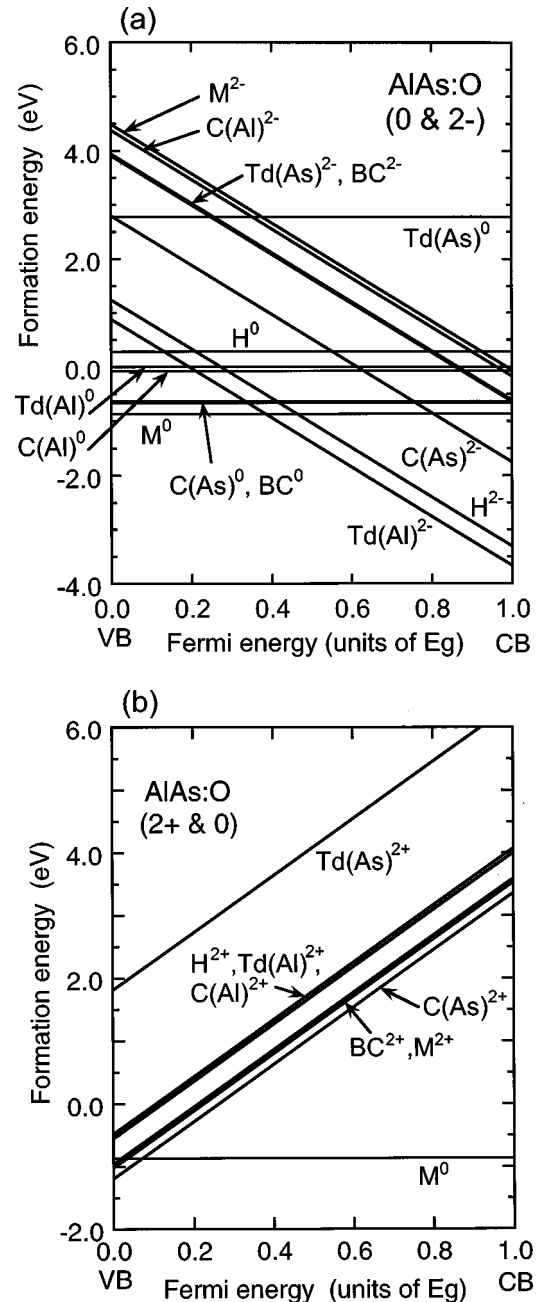 (a)
6.0
4.0
2.0
0.0
-2.0
-4.0
Formation energy (eV)
AlAs:O
(0 & 2-)
M²⁻
C(Al)²⁻
Td(As)²⁻, BC²⁻
Td(As)⁰
H⁰
Td(Al)⁰
C(Al)⁰
M⁰
C(As)⁰, BC⁰
C(As)²⁻
H²⁻
Td(Al)²⁻
0.0 0.2 0.4 0.6 0.8 1.0
VB Fermi energy (units of Eg) CB
(b)
6.0
4.0
2.0
0.0
-2.0
Formation energy (eV)
AlAs:O
(2+ & 0)
Td(As)²⁺
H²⁺,Td(Al)²⁺,
C(Al)²⁺
C(As)²⁺
BC²⁺,M²⁺
M⁰
0.0 0.2 0.4 0.6 0.8 1.0
VB Fermi energy (units of Eg) CB